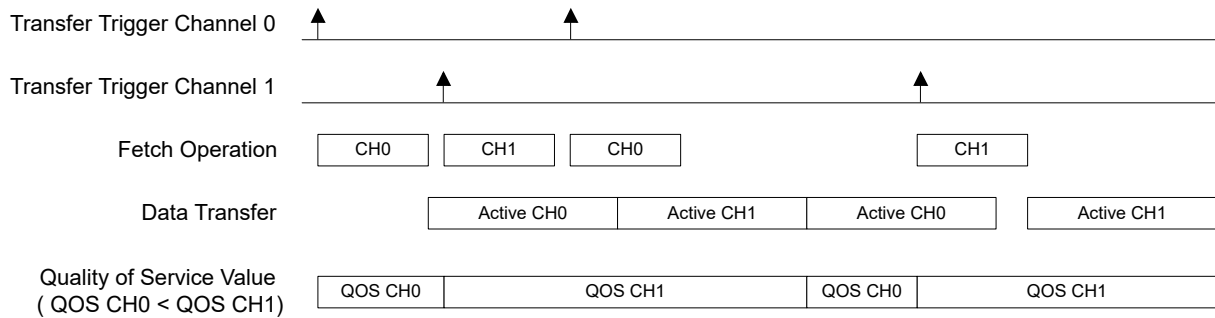 Transfer Trigger Channel 0
Transfer Trigger Channel 1
Fetch Operation
CH0
CH1
CH0
CH1
Data Transfer
Active CH0
Active CH1
Active CH0
Active CH1
Quality of Service Value
( QOS CH0 < QOS CH1)
QOS CH0
QOS CH1
QOS CH0
QOS CH1